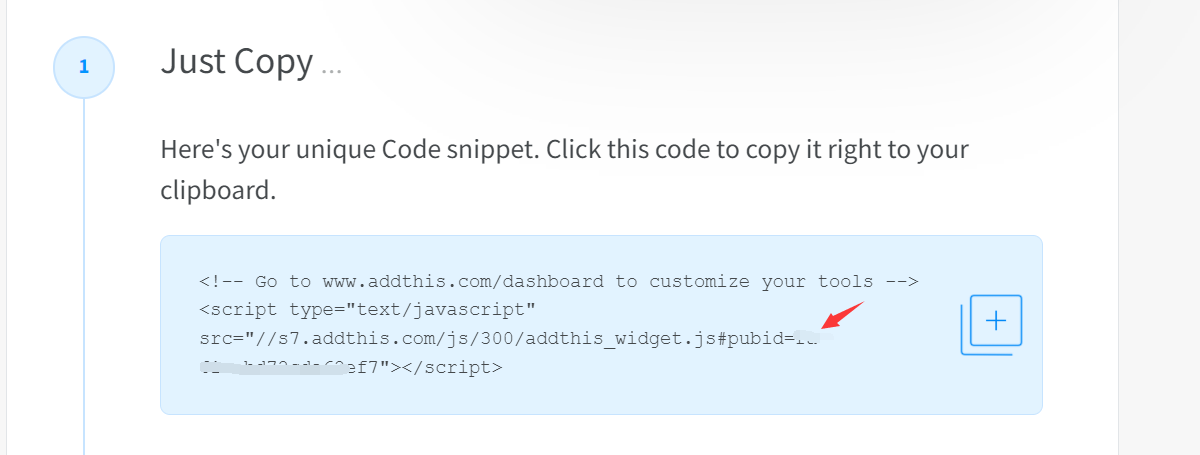 1
Just Copy ...
Here's your unique Code snippet. Click this code to copy it right to your
clipboard.
<!-- Go to www.addthis.com/dashboard to customize your tools -->
<script type="text/javascript"
src="//s7.addthis.com/js/300/addthis_widget.js#pubid=
ef7"></script>